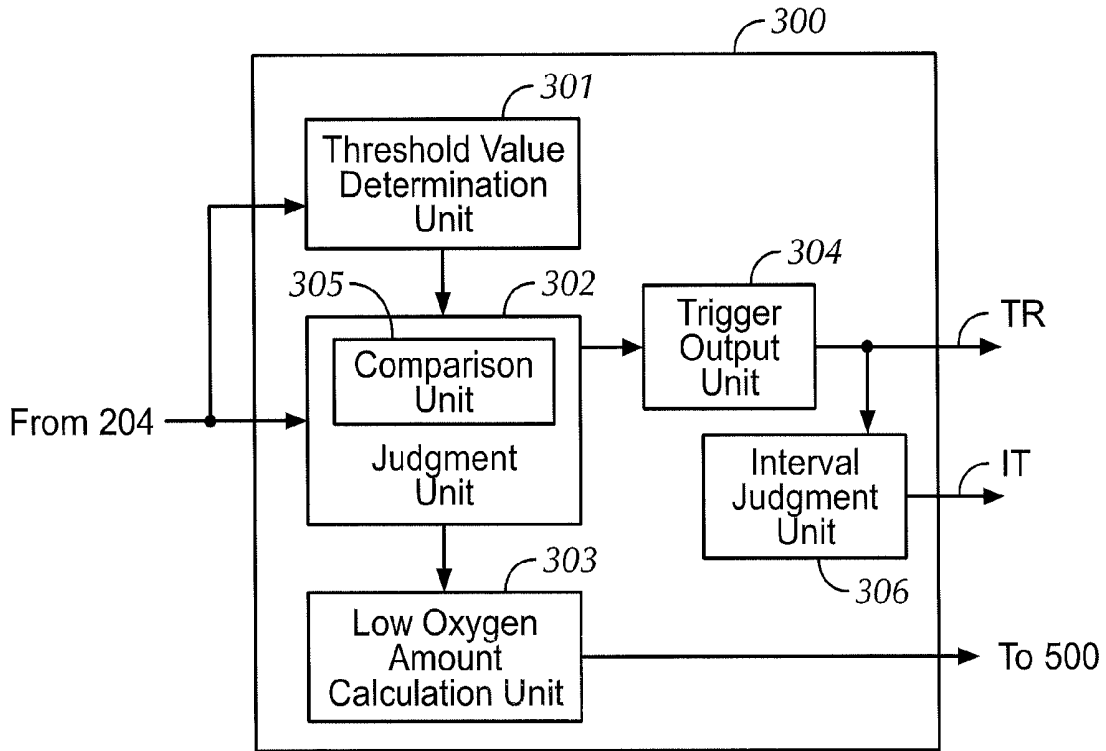 300
301
Threshold Value
Determination
Unit
305
302
304
Trigger
Output
Unit
TR
Comparison
Unit
From 204
Judgment
Unit
Interval
Judgment
Unit
IT
303
306
Low Oxygen
Amount
Calculation Unit
To 500